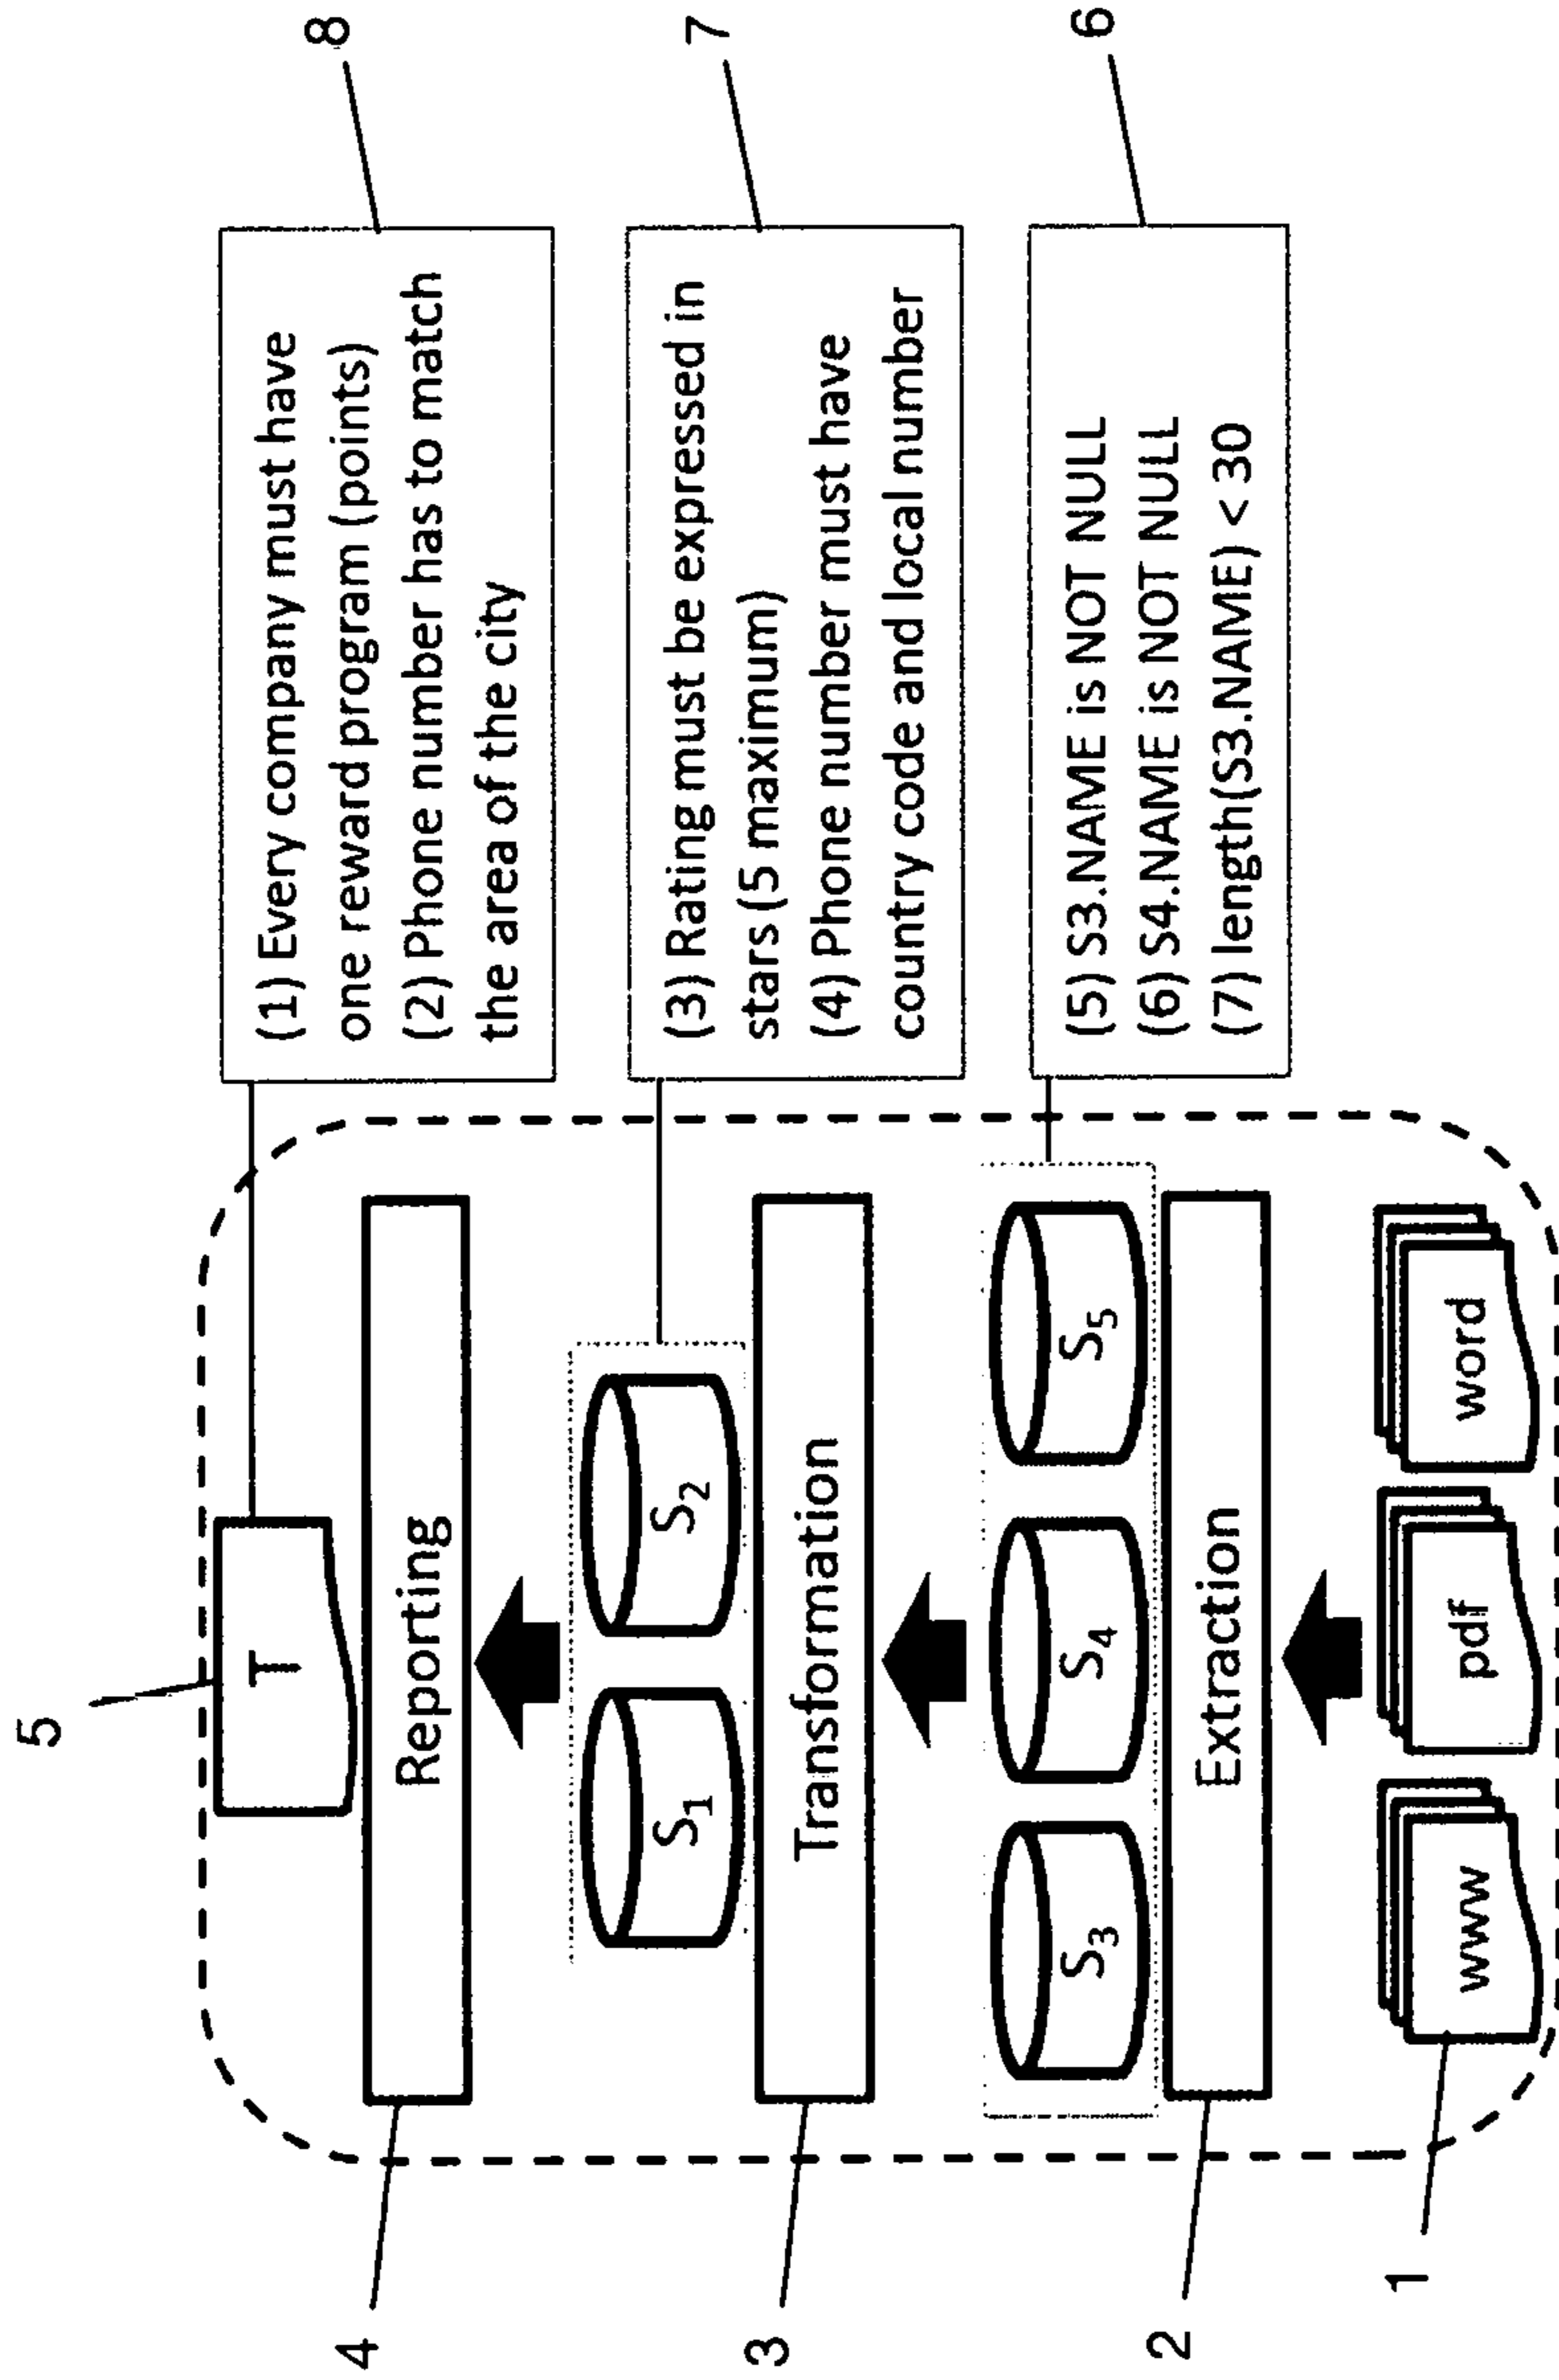 5
T
(1) Every company must have
one reward program (points)
(2) Phone number has to match
the area of the city
8
4
Reporting
S1
S2
(3) Rating must be expressed in
stars (5 maximum)
(4) Phone number must have
country code and local number
7
3
Transformation
S3
S4
S5
(5) S3.NAME is NOT NULL
(6) S4.NAME is NOT NULL
(7) length(S3.NAME) < 30
6
2
Extraction
1
www
pdf
word